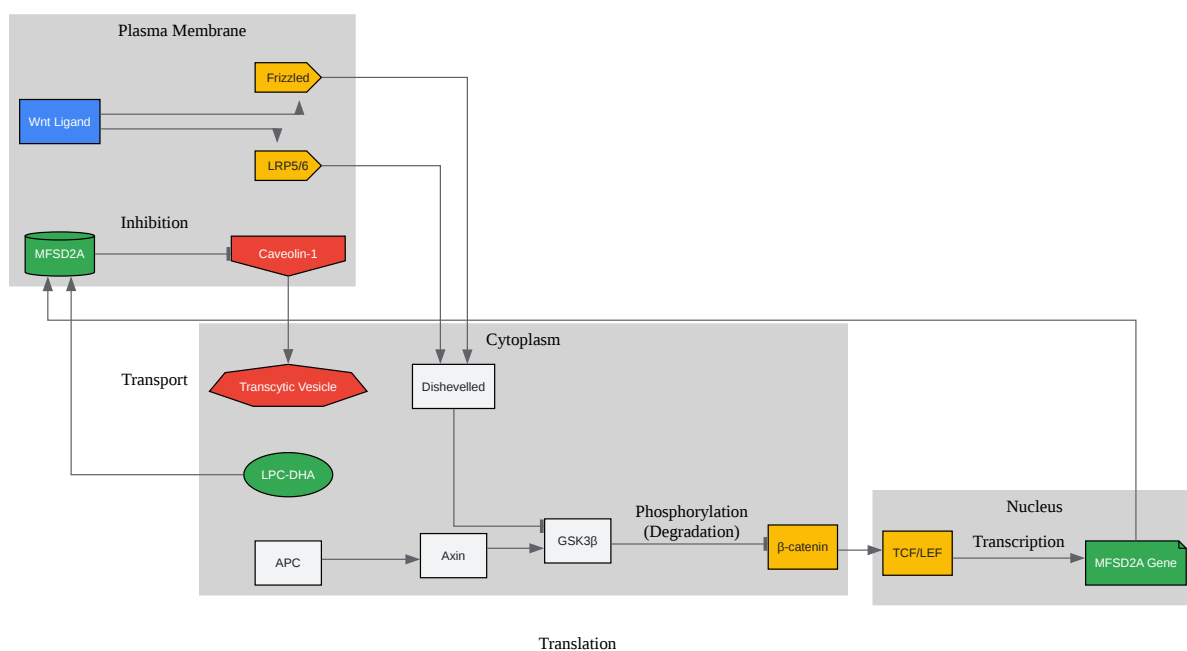 Plasma Membrane
Frizzled
Wnt Ligand
LRP5/6
Inhibition
MFSD2A
Caveolin-1
Cytoplasm
Transport
Transcytic Vesicle
Dishevelled
LPC-DHA
Phosphorylation
(Degradation)
Nucleus
GSK3β
Transcription
β-catenin
TCF/LEF
APC
Axin
MFSD2A Gene
Translation